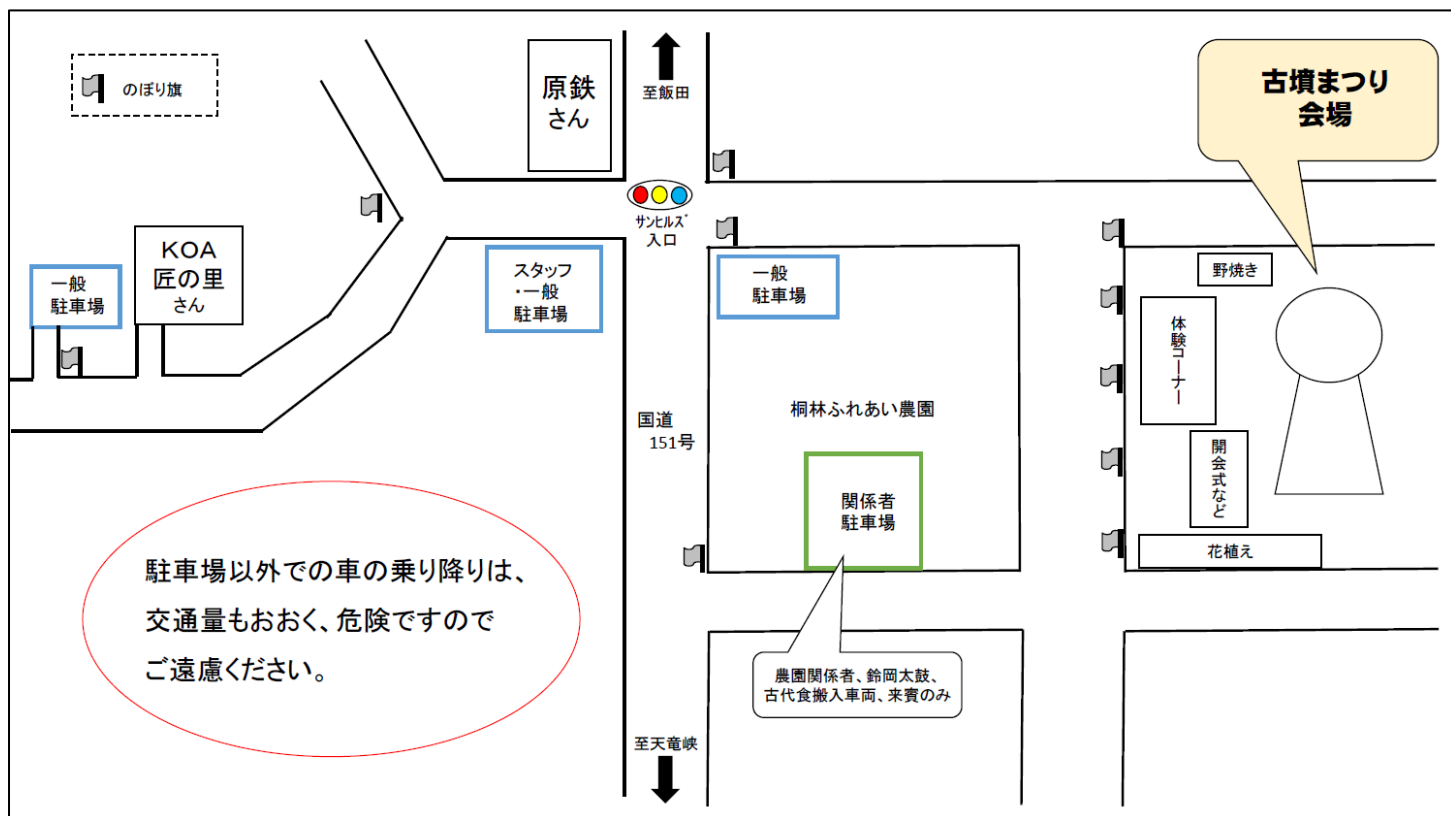 のぼり旗
原鉄
さん
至飯田
古墳まつり
会場
サンヒルズ
入口
KOA
匠の里
さん
一般
駐車場
スタッフ
・一般
駐車場
一般
駐車場
野焼き
体験コーナー
桐林ふれあい農園
国道
151号
関係者
駐車場
開会式など
花植え
駐車場以外での車の乗り降りは、
交通量もおおく、危険ですので
ご遠慮ください。
農園関係者、鈴岡太鼓、
古代食搬入車両、来賓のみ
至天竜峡